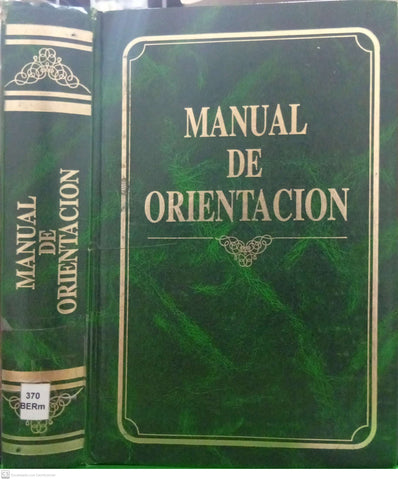 MANUAL
DE
ORIENTACION
370
BERm
MANUAL
DE
ORIENTACION